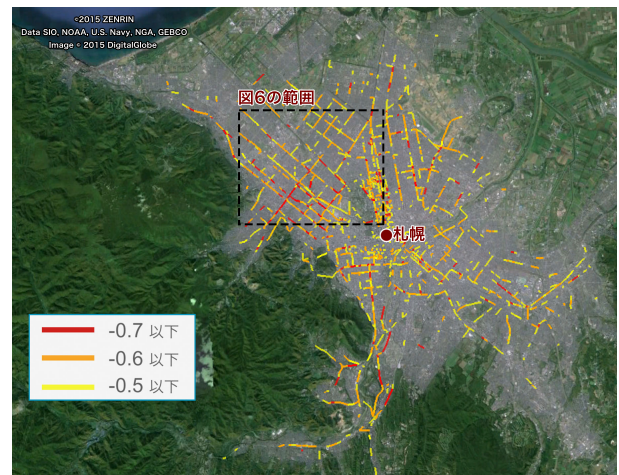 ©2015 ZENRIN
Data SIO, NOAA, U.S. Navy, NGA, GEBCO
Image © 2015 DigitalGlobe
図6の範囲
札幌
-0.7 以下
-0.6 以下
-0.5 以下